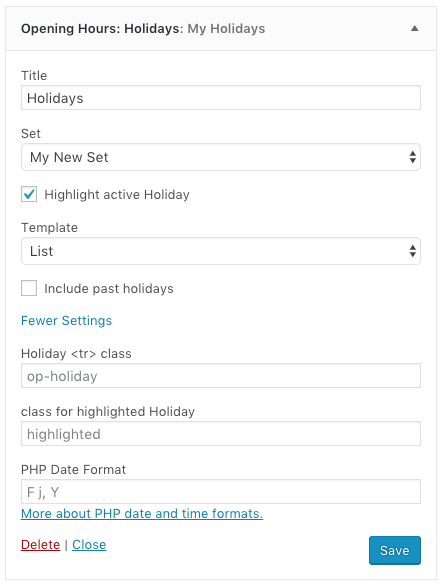 Opening Hours: Holidays: My Holidays
Title
Holidays
Set
My New Set
Highlight active Holiday
Template
List
Include past holidays
Fewer Settings
Holiday <tr> class
op-holiday
class for highlighted Holiday
highlighted
PHP Date Format
F j, Y
More about PHP date and time formats.
Delete | Close
Save